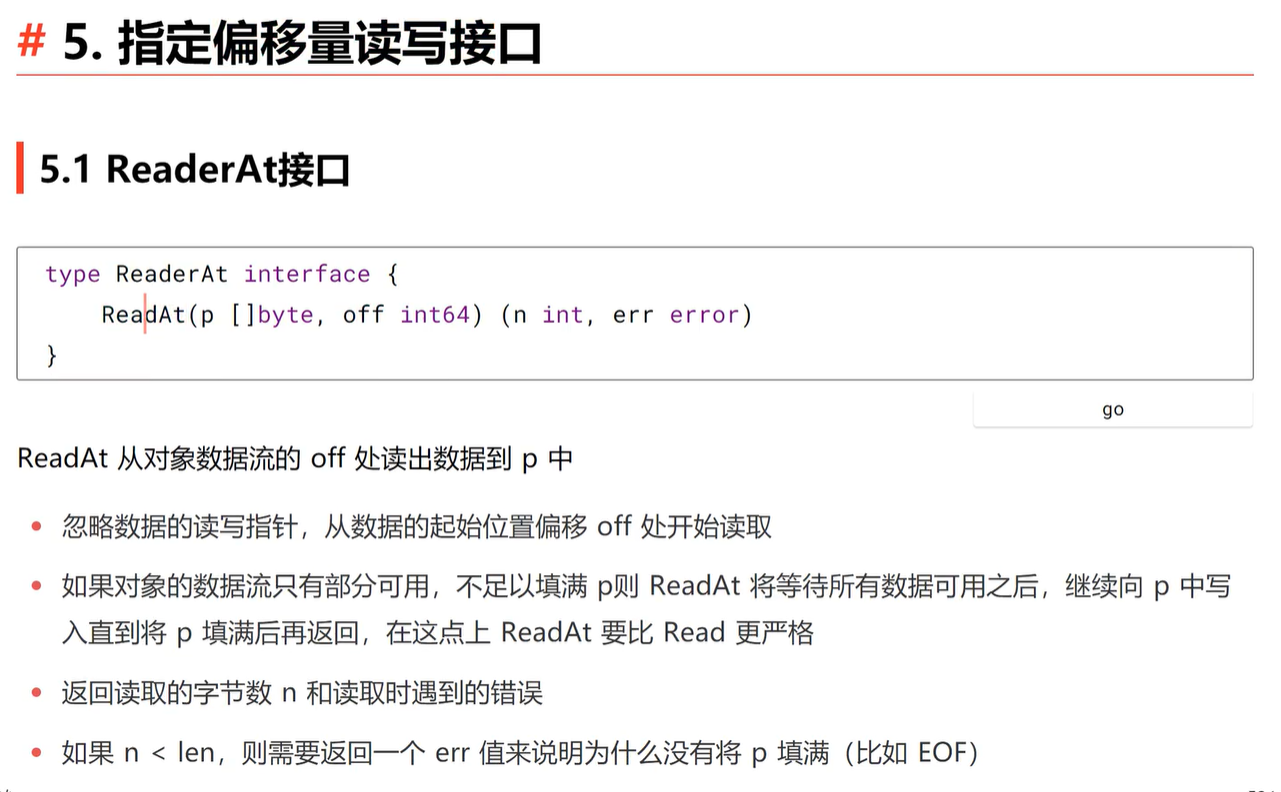 # 5. 指定偏移量读写接口
5.1 ReaderAt接口
type ReaderAt interface {
    ReadAt(p []byte, off int64) (n int, err error)
}
go
ReadAt 从对象数据流的 off 处读出数据到 p 中
• 忽略数据的读写指针，从数据的起始位置偏移 off 处开始读取
• 如果对象的数据流只有部分可用，不足以填满 p则 ReadAt 将等待所有数据可用之后，继续向 p 中写
入直到将 p 填满后再返回，在这点上 ReadAt 要比 Read 更严格
• 返回读取的字节数 n 和读取时遇到的错误
• 如果 n < len，则需要返回一个 err 值来说明为什么没有将 p 填满（比如 EOF）